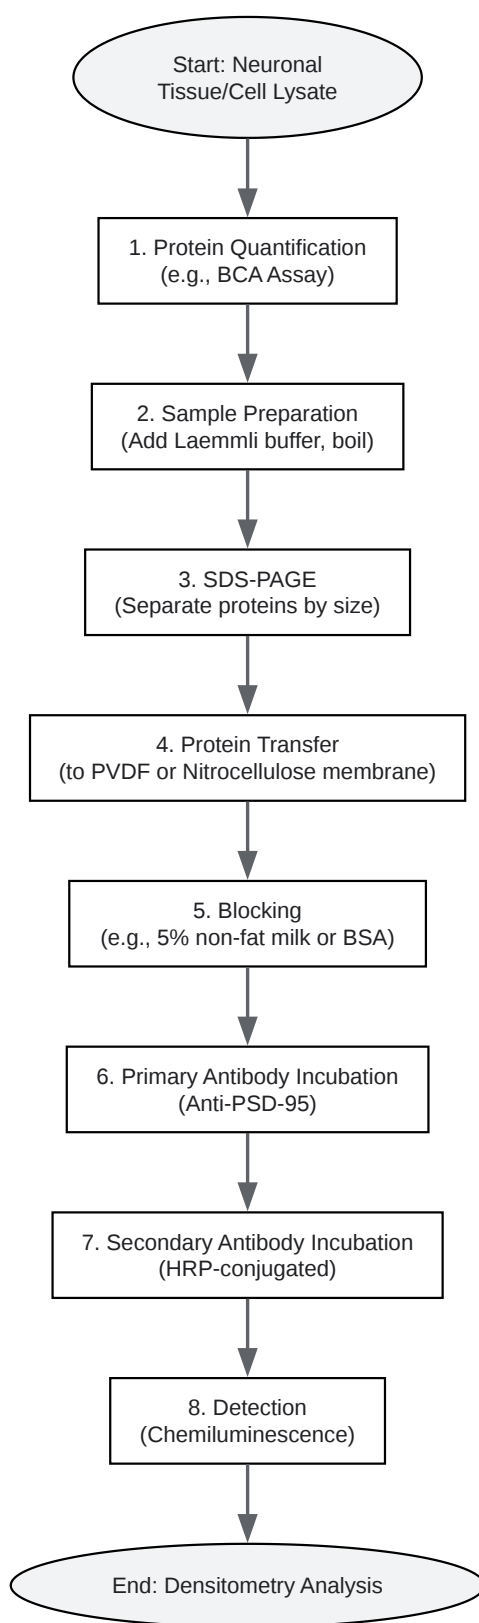 Start: Neuronal
Tissue/Cell Lysate
1. Protein Quantification
(e.g., BCA Assay)
2. Sample Preparation
(Add Laemmli buffer, boil)
3. SDS-PAGE
(Separate proteins by size)
4. Protein Transfer
(to PVDF or Nitrocellulose membrane)
5. Blocking
(e.g., 5% non-fat milk or BSA)
6. Primary Antibody Incubation
(Anti-PSD-95)
7. Secondary Antibody Incubation
(HRP-conjugated)
8. Detection
(Chemiluminescence)
End: Densitometry Analysis